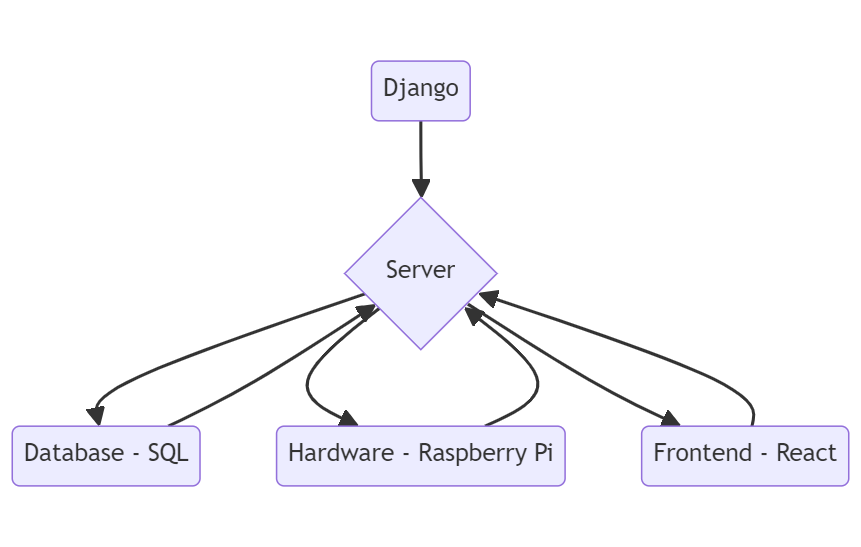 Django
Server
Database - SQL
Hardware - Raspberry Pi
Frontend - React